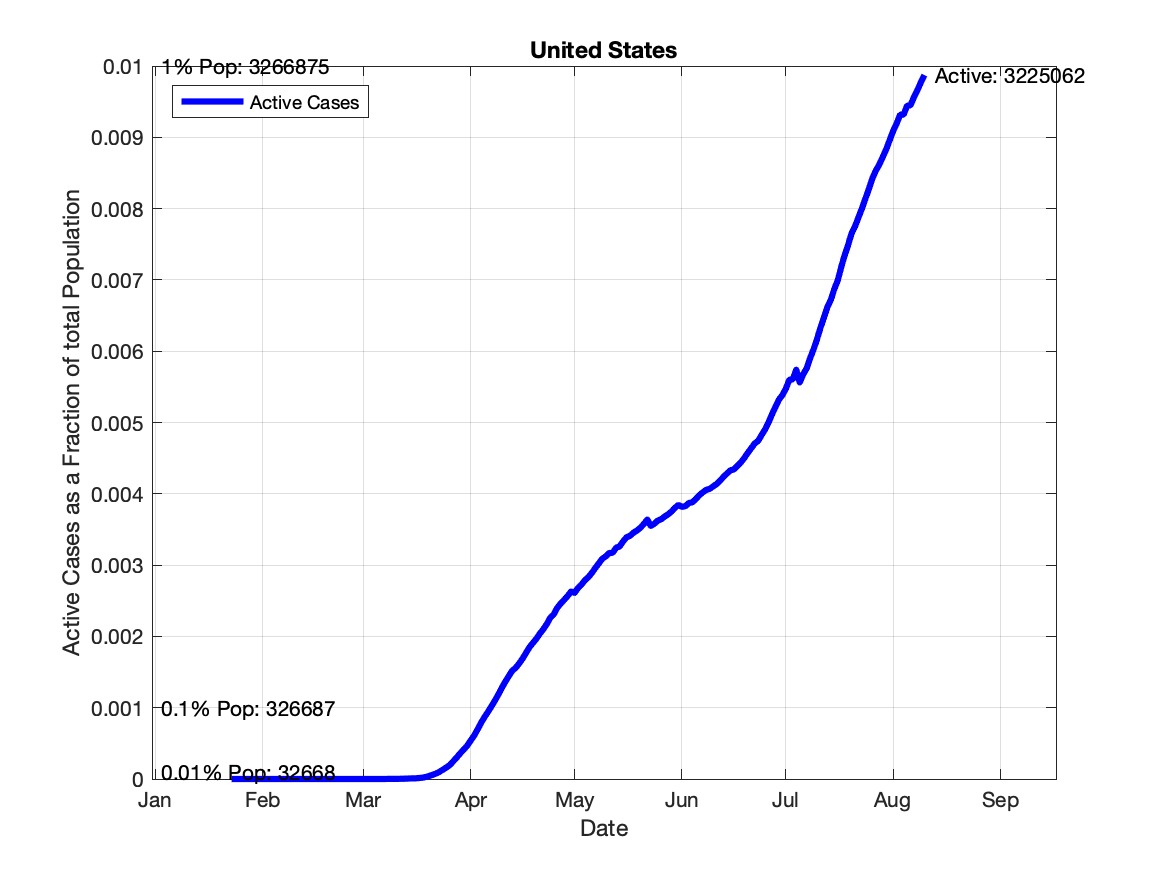 United States
0.01
1% Pop: 3266875
Active: 3225062
Active Cases
0.009
0.008
0.007
0.006
0.005
0.004
0.003
0.002
0.001
0.1% Pop: 326687
0
0.01% Pop: 32668
Active Cases as a Fraction of total Population
Jan Feb Mar Apr May Jun Jul Aug Sep
Date